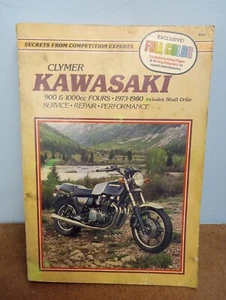 SECRETS FROM COMPETITION EXPERTS
CLYMER
KAWASAKI
900 & 1000cc FOURS • 1973-1980 includes Shaft Drive
SERVICE • REPAIR • PERFORMANCE
EXCLUSIVE!
FULL COLOR